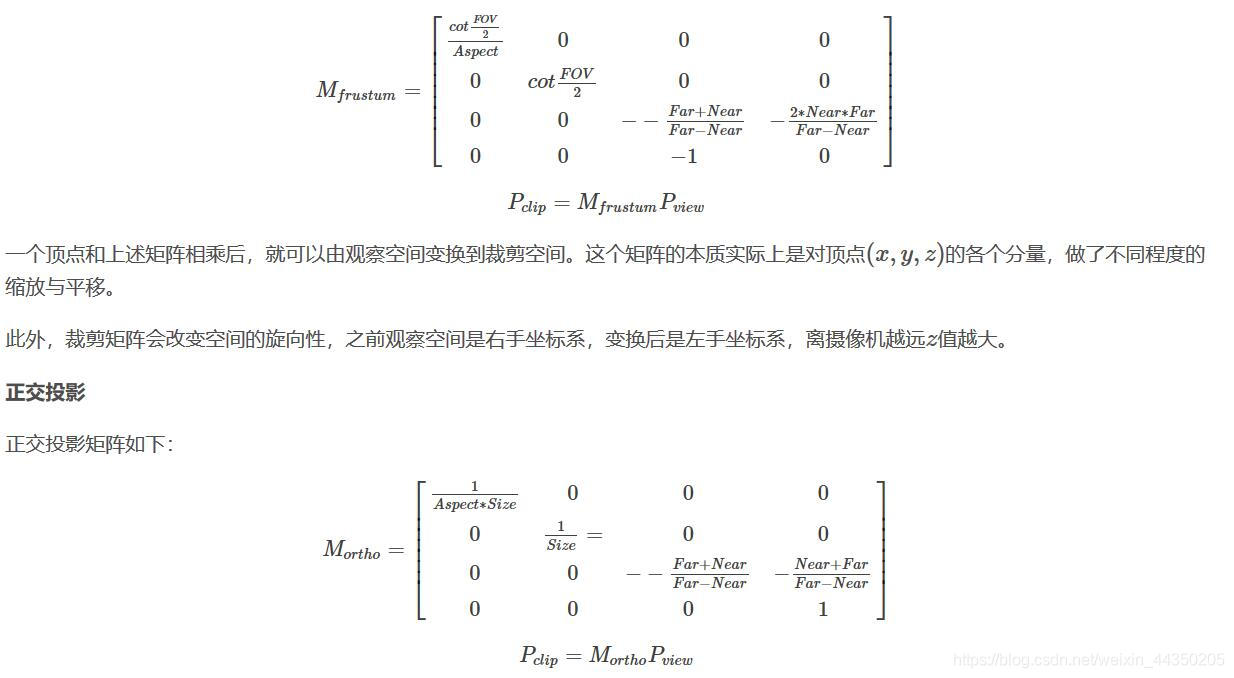 $$M_{frustum} = \begin{bmatrix} \frac{cot\frac{FOV}{2}}{Aspect} & 0 & 0 & 0 \\ 0 & cot\frac{FOV}{2} & 0 & 0 \\ 0 & 0 & --\frac{Far+Near}{Far-Near} & -\frac{2*Near*Far}{Far-Near} \\ 0 & 0 & -1 & 0 \end{bmatrix}$$
$$P_{clip} = M_{frustum}P_{view}$$
一个顶点和上述矩阵相乘后，就可以由观察空间变换到裁剪空间。这个矩阵的本质实际上是对顶点$(x, y, z)$的各个分量，做了不同程度的
缩放与平移。
此外，裁剪矩阵会改变空间的旋向性，之前观察空间是右手坐标系，变换后是左手坐标系，离摄像机越远$z$值越大。
正交投影
正交投影矩阵如下：
$$M_{ortho} = \begin{bmatrix} \frac{1}{Aspect*Size} & 0 & 0 & 0 \\ 0 & \frac{1}{Size} = & 0 & 0 \\ 0 & 0 & --\frac{Far+Near}{Far-Near} & -\frac{Near+Far}{Far-Near} \\ 0 & 0 & 0 & 1 \end{bmatrix}$$
$$P_{clip} = M_{ortho}P_{view}$$
https://blog.csdn.net/weixin_44350205